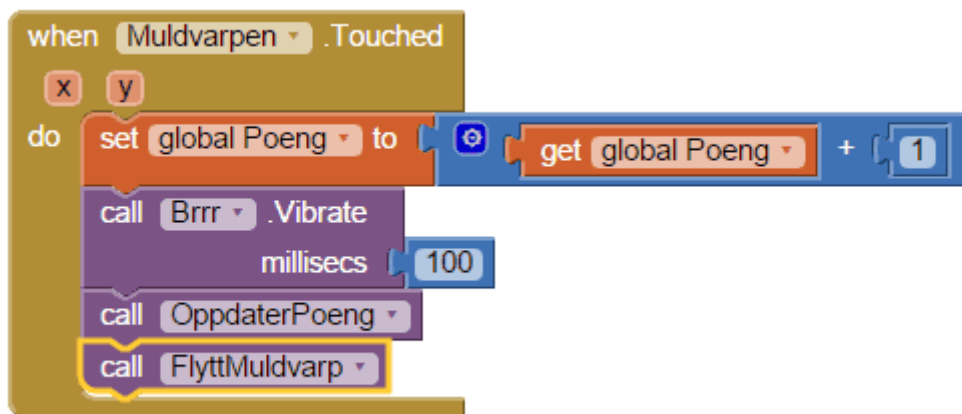 when Muldvarpen .Touched
x y
do set global Poeng to get global Poeng + 1
call Brrr .Vibrate
millisecs 100
call OppdaterPoeng
call FlyttMuldvarp